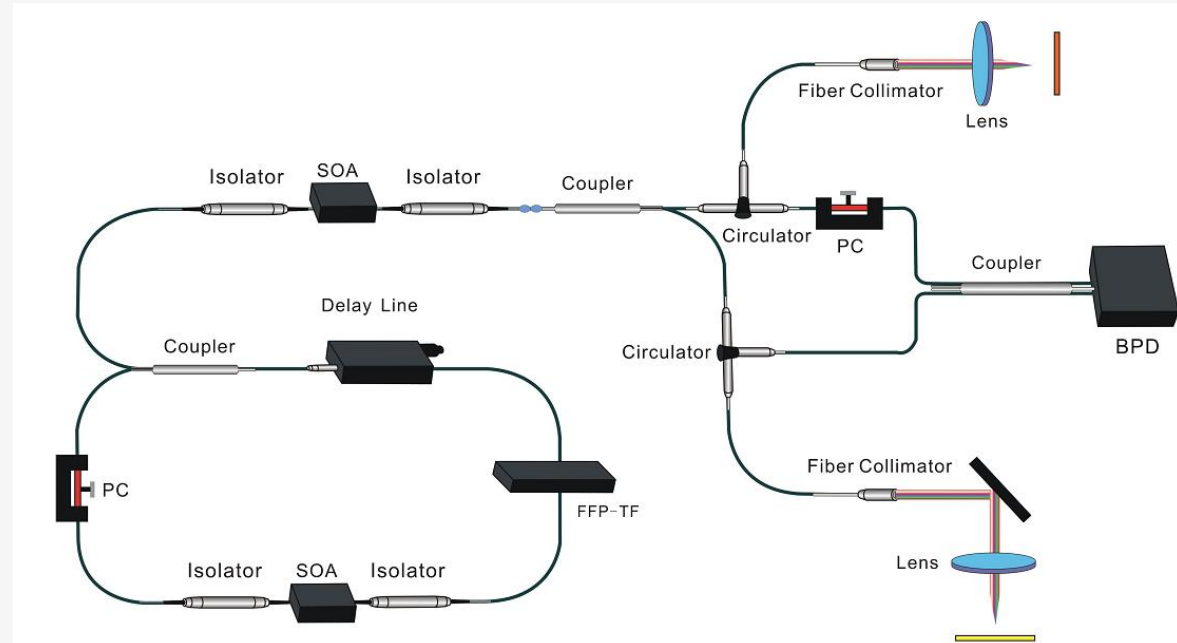 Fiber Collimator
Lens
Isolator
SOA
Isolator
Coupler
Circulator
PC
Coupler
BPD
Delay Line
Coupler
Circulator
PC
FFP-TF
Fiber Collimator
Lens
Isolator
SOA
Isolator